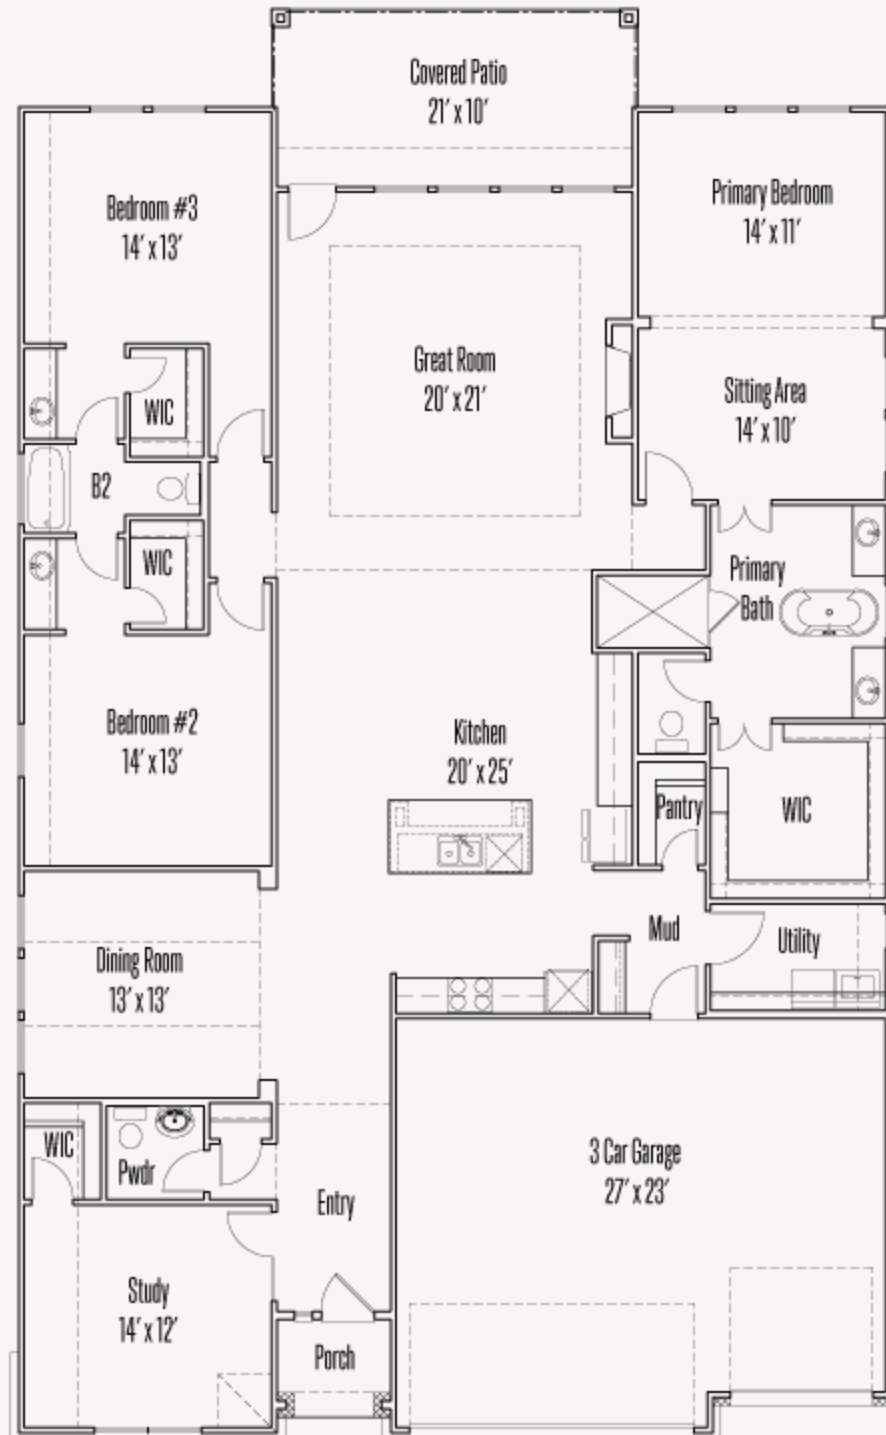 Covered Patio
21' x 10'
Bedroom #3
14' x 13'
Primary Bedroom
14' x 11'
Great Room
20' x 21'
Sitting Area
14' x 10'
WIC
B2
WIC
Primary
Bath
Bedroom #2
14' x 13'
Kitchen
20' x 25'
Pantry
WIC
Mud
Utility
Dining Room
13' x 13'
WIC
Pwdr
3 Car Garage
27' x 23'
Entry
Study
14' x 12'
Porch